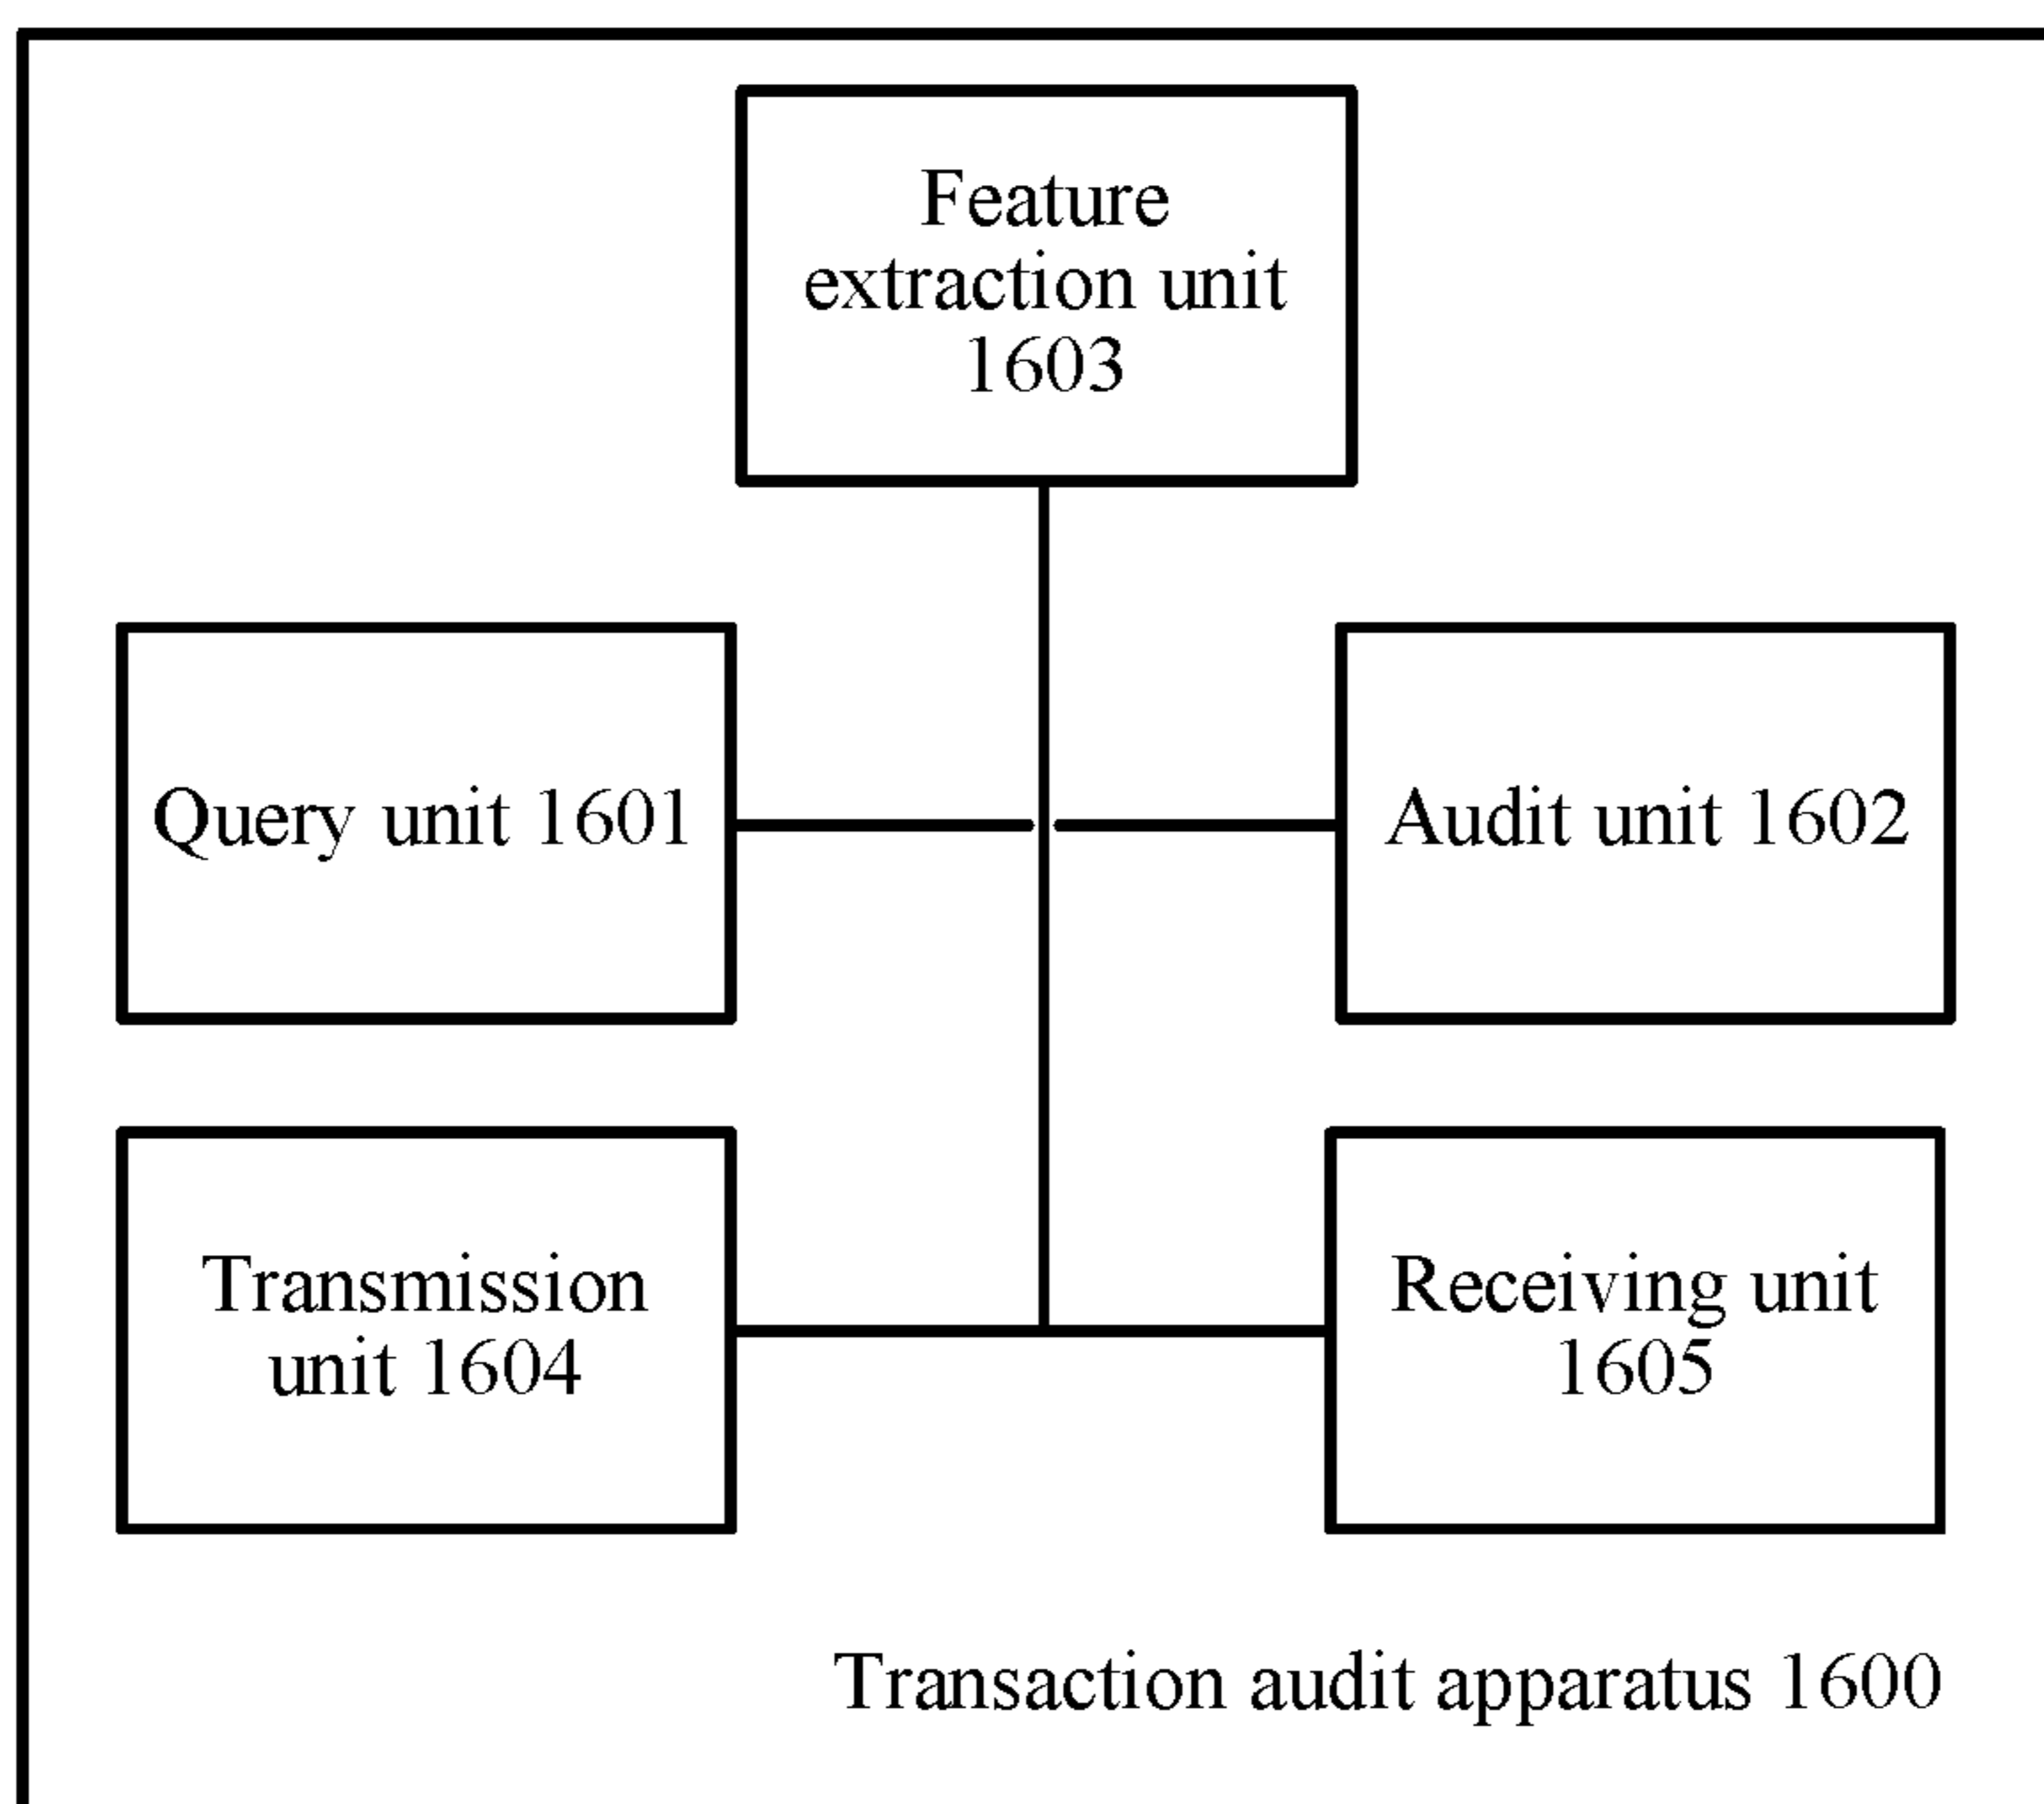 Feature
extraction unit
1603
Query unit 1601
Audit unit 1602
Transmission
unit 1604
Receiving unit
1605
Transaction audit apparatus 1600